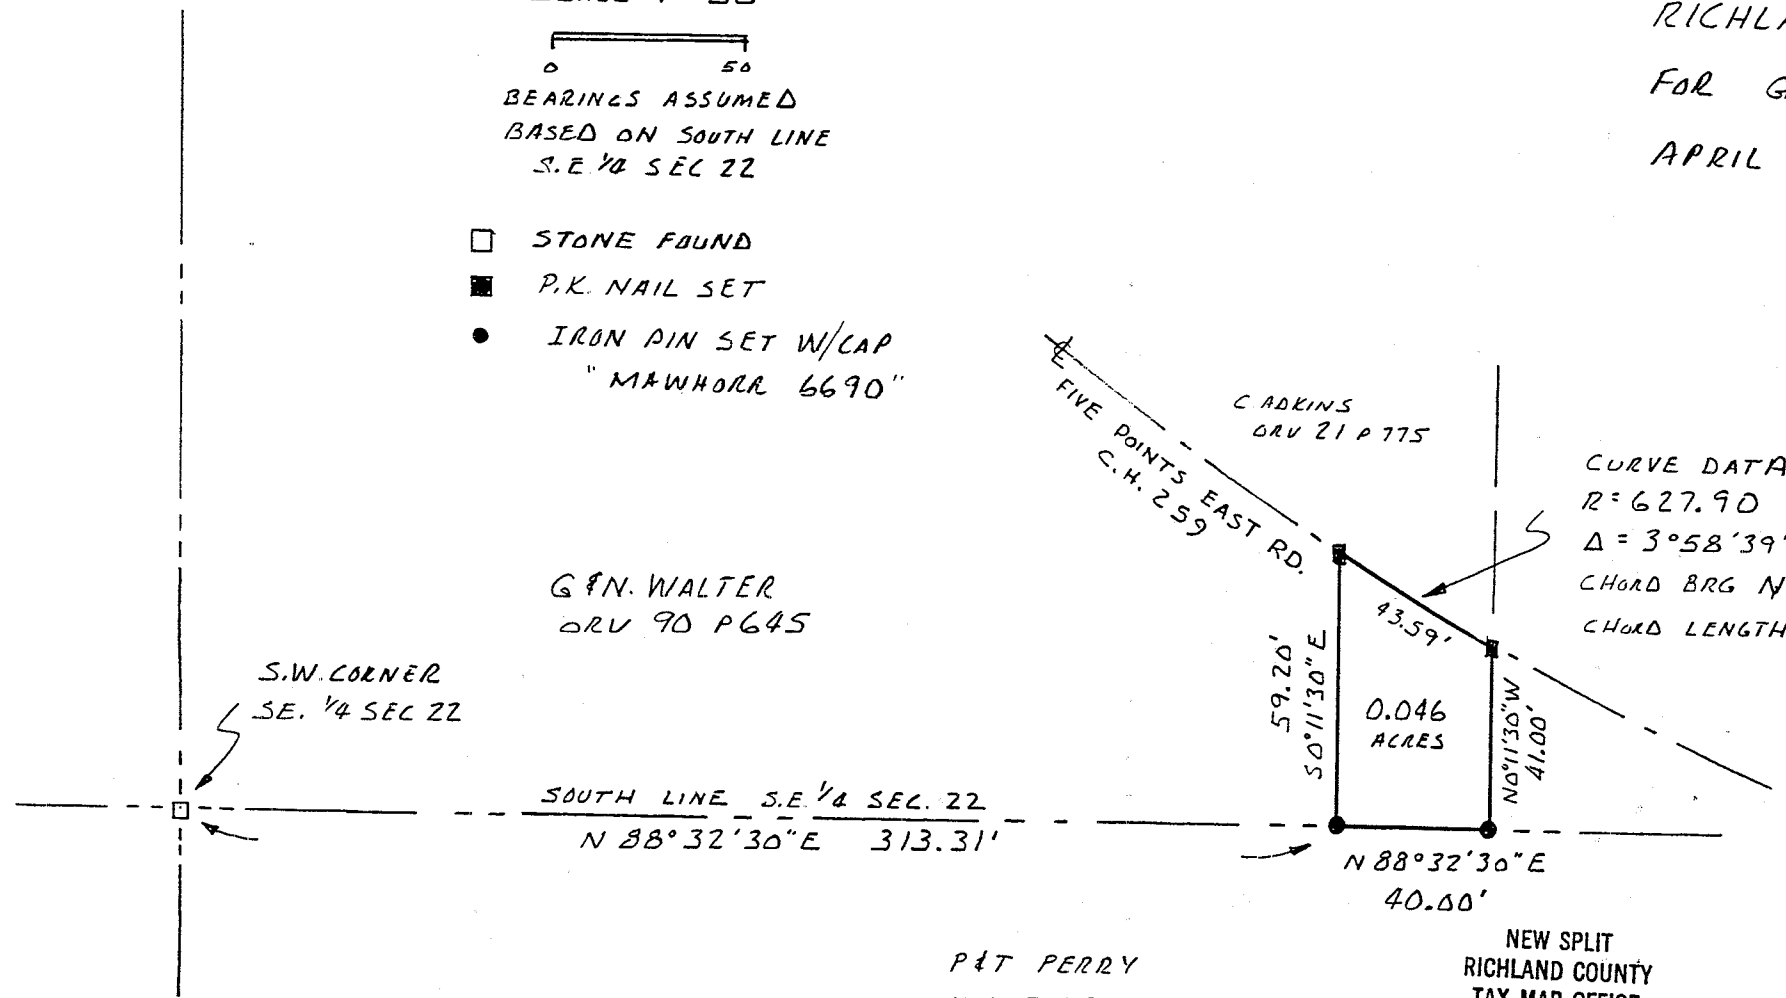 RICHLA
FOR G
APRIL
0 50
BEARINGS ASSUMED
BASED ON SOUTH LINE
S.E. 1/4 SEC 22
STONE FOUND
P.K. NAIL SET
IRON PIN SET W/CAP
"MAWHORR 6690"
℄
FIVE POINTS EAST RD.
C.H. 259
C. ADKINS
ORV 21 P 775
CURVE DATA
R=627.90
Δ = 3°58'39"
CHORD BRG N
CHORD LENGTH
43.59'
G & N. WALTER
ORV 90 P645
59.20'
S0°11'30"E
0.046
ACRES
N0°11'30"W
41.00'
S.W. CORNER
SE. 1/4 SEC 22
SOUTH LINE S.E. 1/4 SEC. 22
N 88°32'30"E 313.31'
N 88°32'30"E
40.00'
P&T PERRY
NEW SPLIT
RICHLAND COUNTY
TAX MAP OFFICE